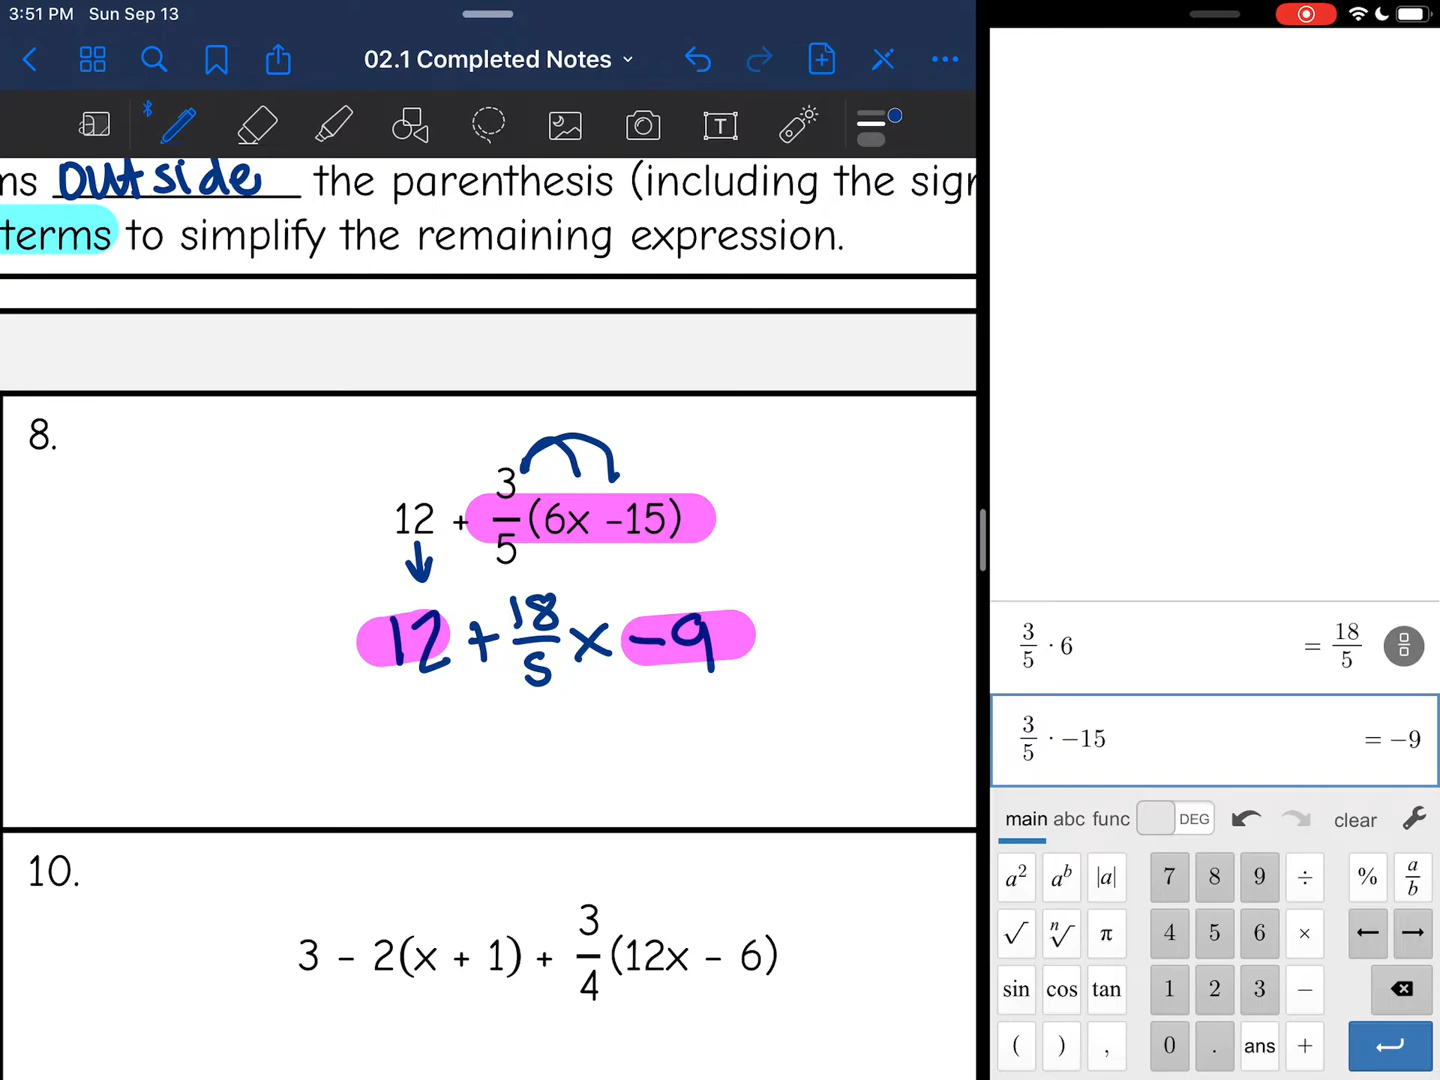 3:51 PM Sun Sep 13
02.1 Completed Notes
T
ms outside the parenthesis (including the sign
terms to simplify the remaining expression.
8.
12 + 3/5 (6x -15)
12 + 18/5 x -9
10.
3 - 2(x + 1) + 3/4 (12x - 6)
3/5 · 6 = 18/5
3/5 · -15 = -9
main abc func DEG clear
a² aᵇ |a| 7 8 9 ÷ % a/b
√ ⁿ√ π 4 5 6 × ← →
sin cos tan 1 2 3 −
( ) , 0 . ans +